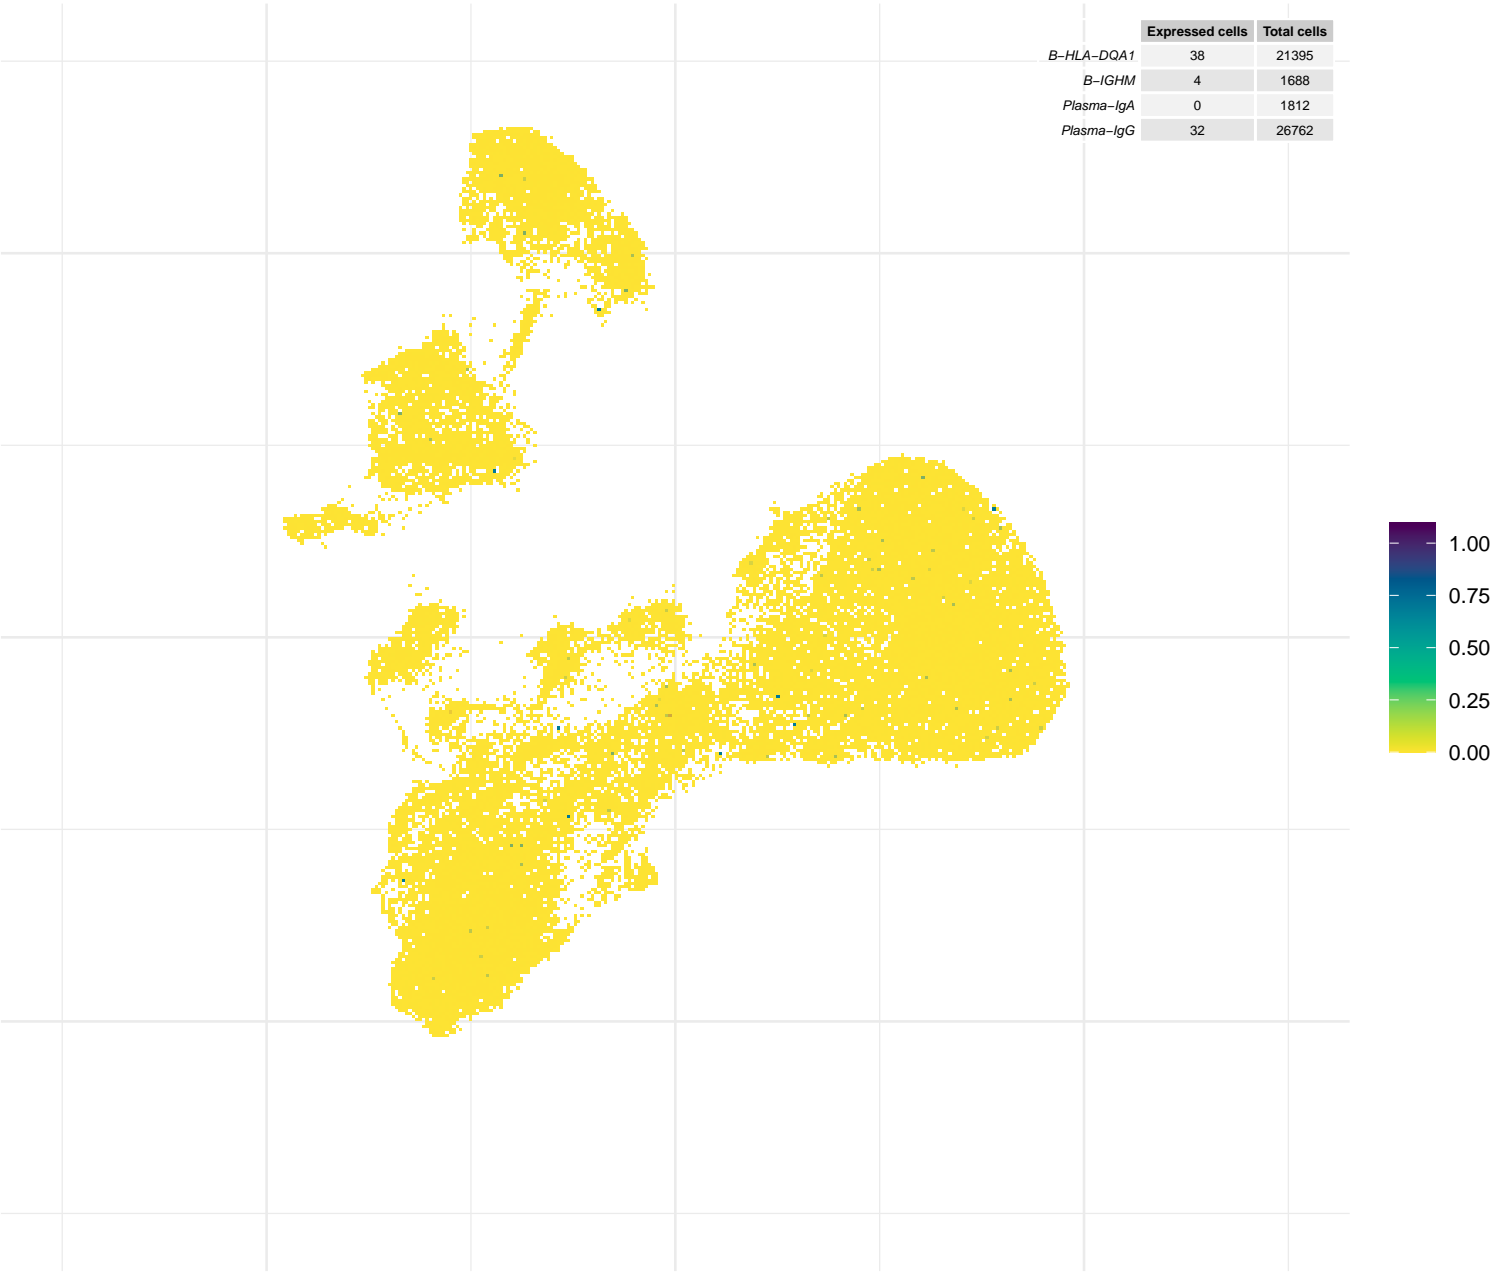 Expressed cells Total cells
B−HLA−DQA1 38 21395
B−IGHM 4 1688
Plasma−IgA 0 1812
Plasma−IgG 32 26762
1.00
0.75
0.50
0.25
0.00